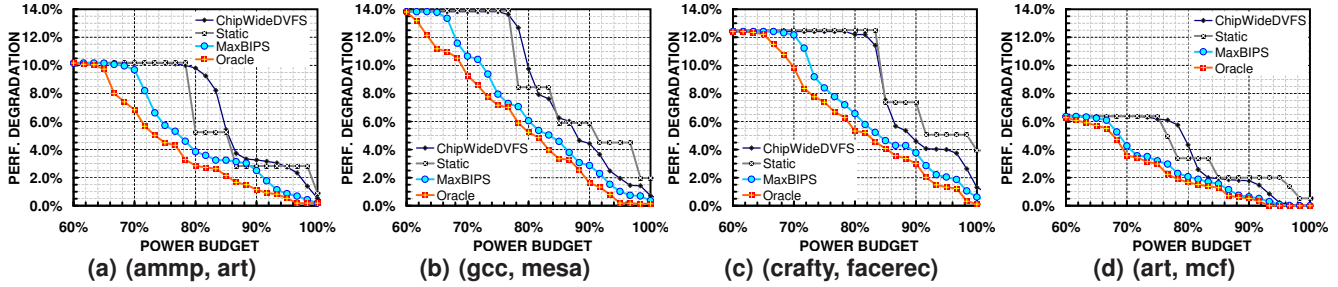 PERF. DEGRADATION
14.0%
12.0%
10.0%
8.0%
6.0%
4.0%
2.0%
0.0%
ChipWideDVFS
Static
MaxBIPS
Oracle
60% 70% 80% 90% 100%
POWER BUDGET
(a) (ammp, art)
PERF. DEGRADATION
14.0%
12.0%
10.0%
8.0%
6.0%
4.0%
2.0%
0.0%
ChipWideDVFS
Static
MaxBIPS
Oracle
60% 70% 80% 90% 100%
POWER BUDGET
(b) (gcc, mesa)
PERF. DEGRADATION
14.0%
12.0%
10.0%
8.0%
6.0%
4.0%
2.0%
0.0%
ChipWideDVFS
Static
MaxBIPS
Oracle
60% 70% 80% 90% 100%
POWER BUDGET
(c) (crafty, facerec)
PERF. DEGRADATION
14.0%
12.0%
10.0%
8.0%
6.0%
4.0%
2.0%
0.0%
ChipWideDVFS
Static
MaxBIPS
Oracle
60% 70% 80% 90% 100%
POWER BUDGET
(d) (art, mcf)